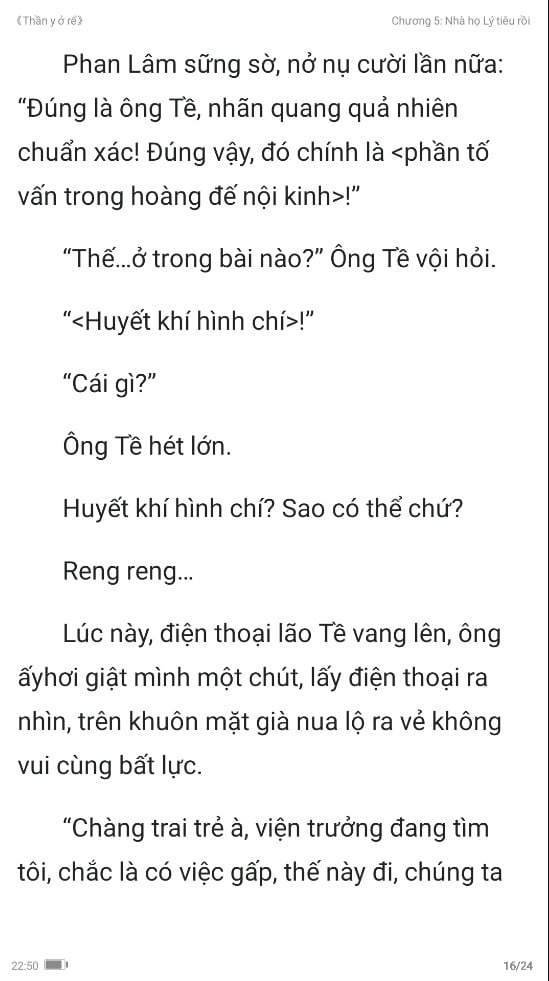 《Thần y ở rể》 Chương 5: Nhà họ Lý tiêu rồi
Phan Lâm sững sờ, nở nụ cười lần nữa:
“Đúng là ông Tề, nhãn quang quả nhiên
chuẩn xác! Đúng vậy, đó chính là <phần tố
vấn trong hoàng đế nội kinh>!”
“Thế...ở trong bài nào?” Ông Tề vội hỏi.
“<Huyết khí hình chí>!”
“Cái gì?”
Ông Tề hét lớn.
Huyết khí hình chí? Sao có thể chứ?
Reng reng...
Lúc này, điện thoại lão Tề vang lên, ông
ấyhơi giật mình một chút, lấy điện thoại ra
nhìn, trên khuôn mặt già nua lộ ra vẻ không
vui cùng bất lực.
“Chàng trai trẻ à, viện trưởng đang tìm
tôi, chắc là có việc gấp, thế này đi, chúng ta
22:50 16/24